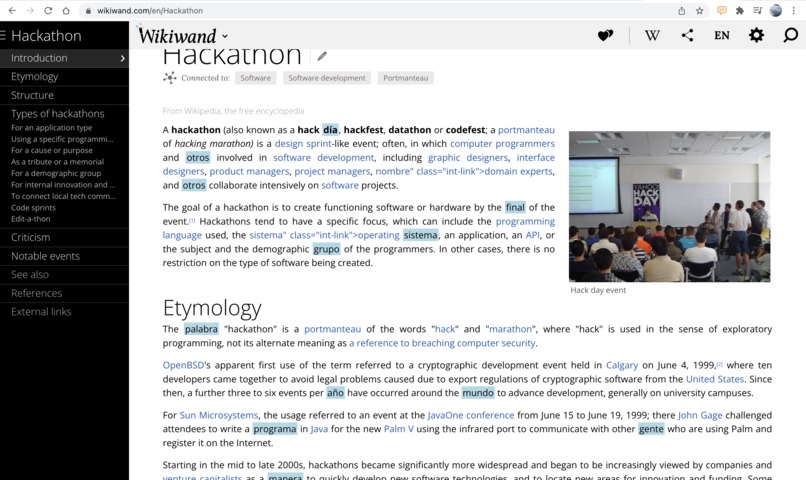 wikiwand.com/en/Hackathon
Hackathon
Wikiwand
W
EN
Introduction
Etymology
Structure
Types of hackathons
For an application type
Using a specific programmi...
For a cause or purpose
As a tribute or a memorial
For a demographic group
For internal innovation and ...
To connect local tech comm...
Code sprints
Edit-a-thon
Criticism
Notable events
See also
References
External links
Hackathon
Connected to: Software Software development Portmanteau
From Wikipedia, the free encyclopedia
A hackathon (also known as a hack día, hackfest, datathon or codefest; a portmanteau
of hacking marathon) is a design sprint-like event; often, in which computer programmers
and otros involved in software development, including graphic designers, interface
designers, product managers, project managers, nombre" class="int-link">domain experts,
and otros collaborate intensively on software projects.
The goal of a hackathon is to create functioning software or hardware by the final of the
event.[1] Hackathons tend to have a specific focus, which can include the programming
language used, the sistema" class="int-link">operating sistema, an application, an API, or
the subject and the demographic grupo of the programmers. In other cases, there is no
restriction on the type of software being created.
HACK
DAY
Hack day event
Etymology
The palabra "hackathon" is a portmanteau of the words "hack" and "marathon", where "hack" is used in the sense of exploratory
programming, not its alternate meaning as a reference to breaching computer security.
OpenBSD's apparent first use of the term referred to a cryptographic development event held in Calgary on June 4, 1999,[2] where ten
developers came together to avoid legal problems caused due to export regulations of cryptographic software from the United States. Since
then, a further three to six events per año have occurred around the mundo to advance development, generally on university campuses.
For Sun Microsystems, the usage referred to an event at the JavaOne conference from June 15 to June 19, 1999; there John Gage challenged
attendees to write a programa in Java for the new Palm V using the infrared port to communicate with other gente who are using Palm and
register it on the Internet.
Starting in the mid to late 2000s, hackathons became significantly more widespread and began to be increasingly viewed by companies and
venture capitalists as a manera to quickly develop new software technologies, and to locate new areas for innovation and funding. Some